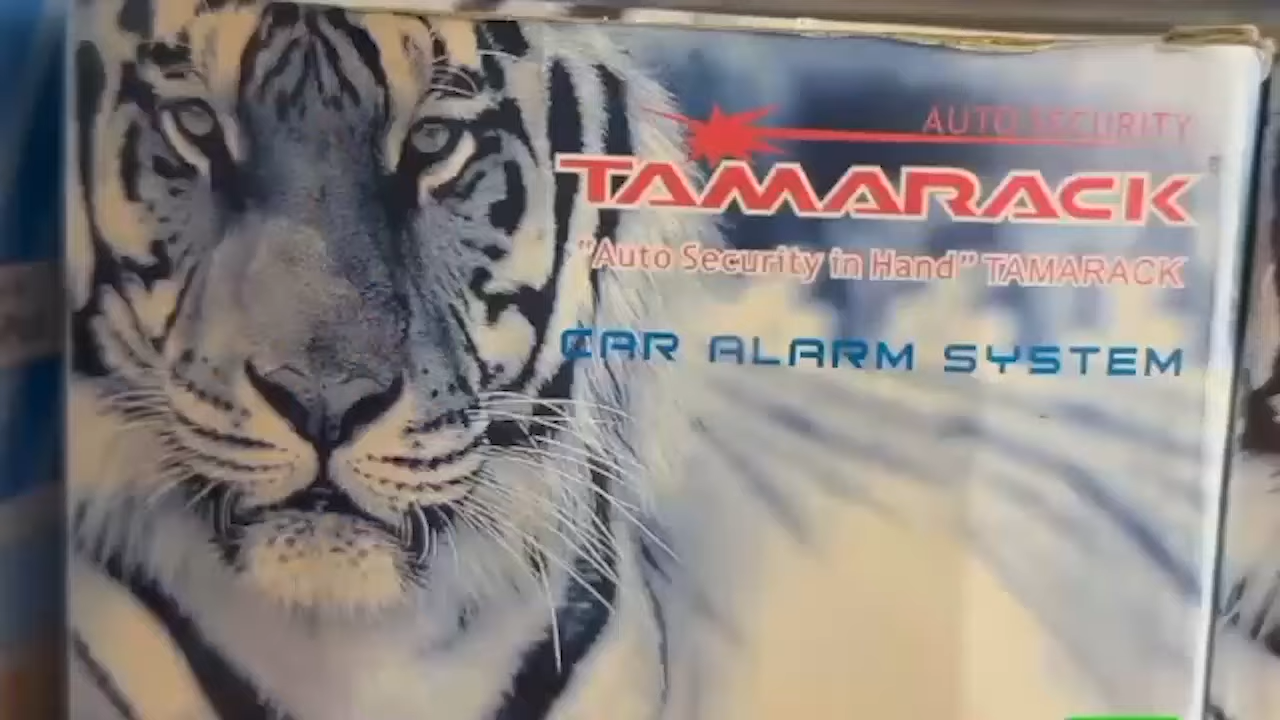 AUTO SECURITY
TAMARACK
"Auto Security in Hand" TAMARACK
CAR ALARM SYSTEM